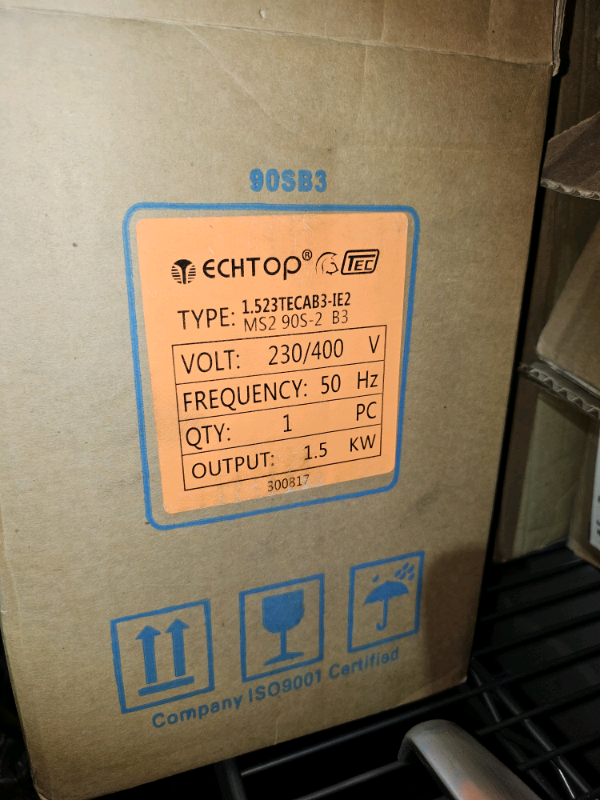 90SB3
ECHTOP® TEC
TYPE: 1.523TECAB3-IE2
MS2 90S-2 B3
VOLT: 230/400 V
FREQUENCY: 50 Hz
QTY: 1 PC
OUTPUT: 1.5 KW
300817
Company ISO9001 Certified